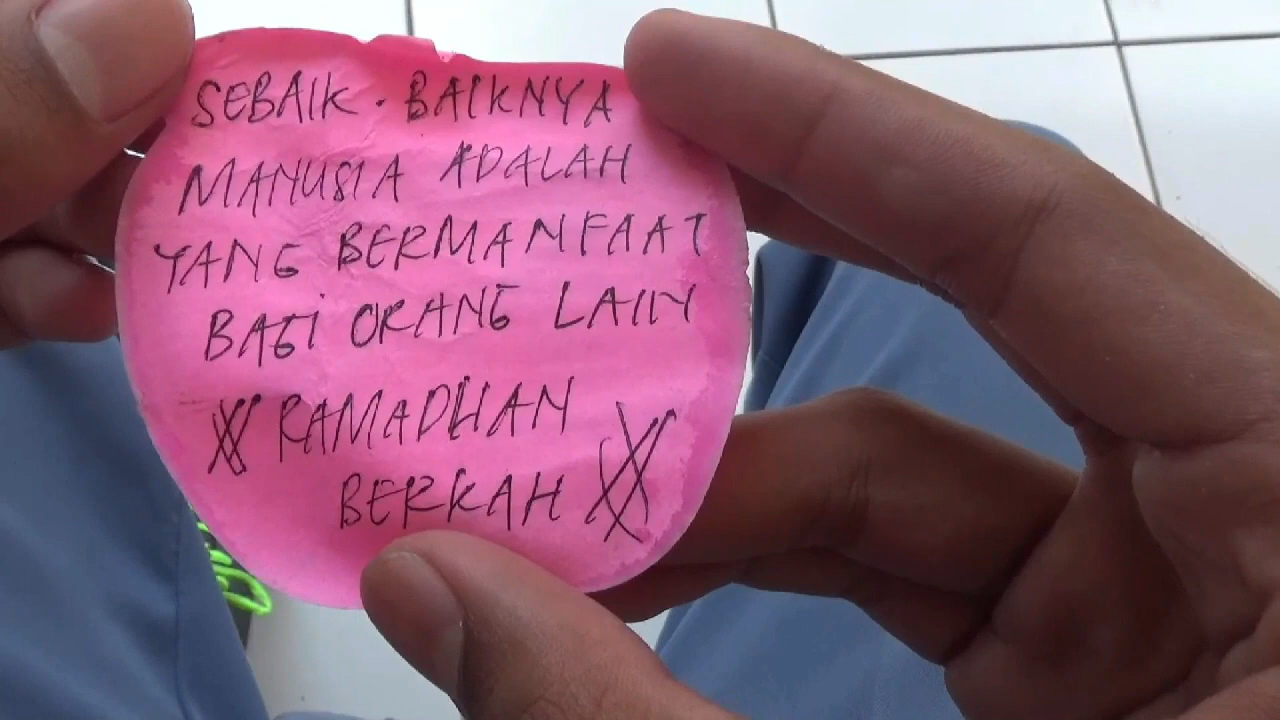 SEBAIK-BAIKNYA
MANUSIA ADALAH
YANG BERMANFAAT
BAGI ORANG LAIN
RAMADHAN
BERKAH